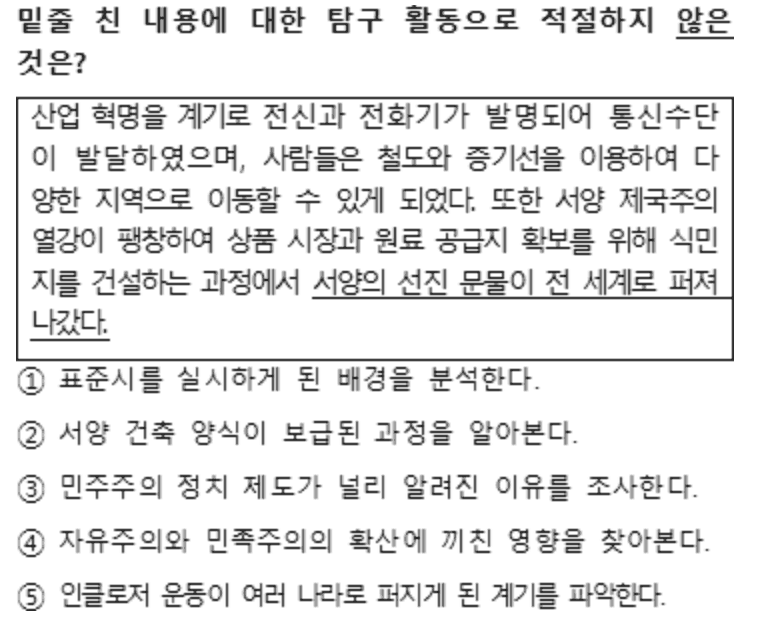 밑줄 친 내용에 대한 탐구 활동으로 적절하지 않은
것은?
산업 혁명을 계기로 전신과 전화기가 발명되어 통신수단
이 발달하였으며, 사람들은 철도와 증기선을 이용하여 다
양한 지역으로 이동할 수 있게 되었다. 또한 서양 제국주의
열강이 팽창하여 상품 시장과 원료 공급지 확보를 위해 식민
지를 건설하는 과정에서 서양의 선진 문물이 전 세계로 퍼져
나갔다.
① 표준시를 실시하게 된 배경을 분석한다.
② 서양 건축 양식이 보급된 과정을 알아본다.
③ 민주주의 정치 제도가 널리 알려진 이유를 조사한다.
④ 자유주의와 민족주의의 확산에 끼친 영향을 찾아본다.
⑤ 인클로저 운동이 여러 나라로 퍼지게 된 계기를 파악한다.